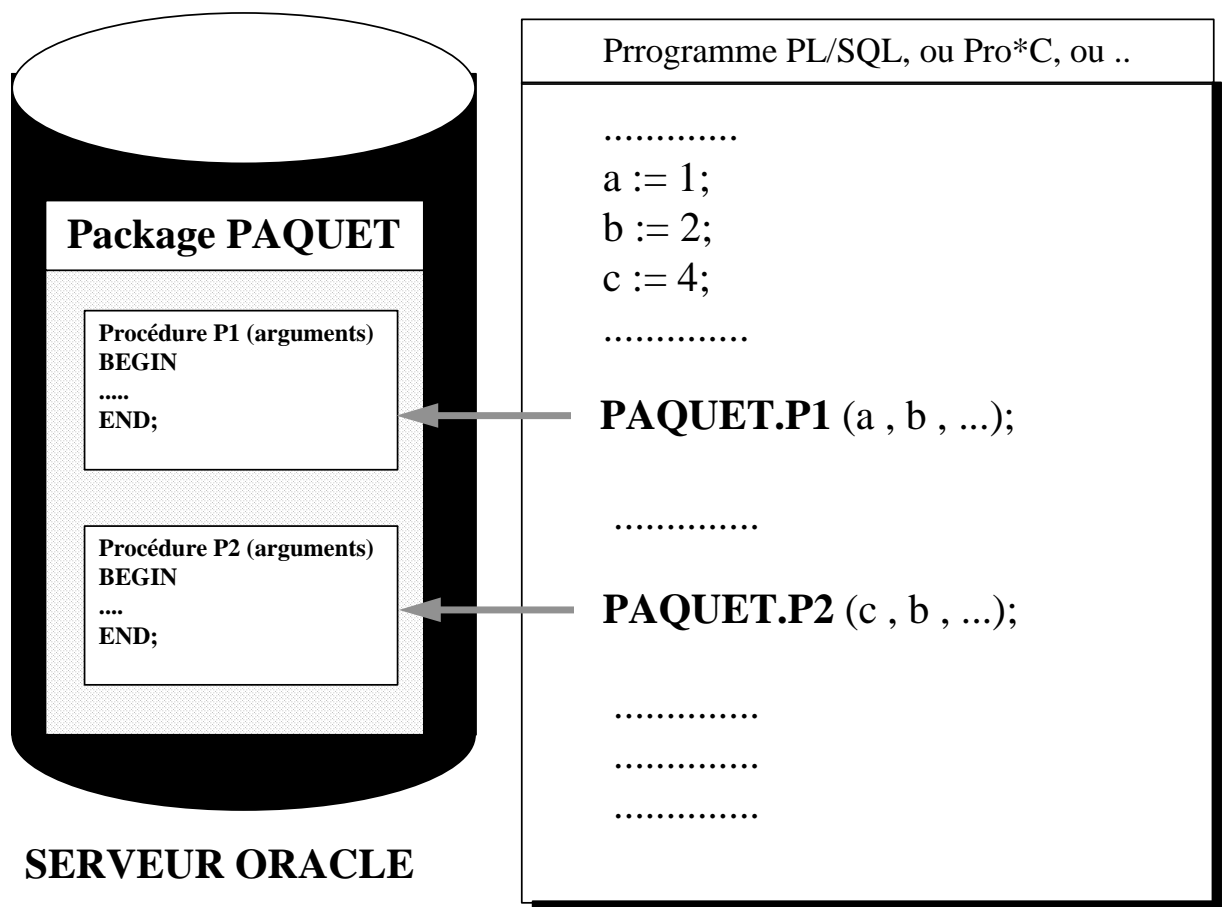 Package PAQUET
Procédure P1 (arguments)
BEGIN
.....
END;
Procédure P2 (arguments)
BEGIN
....
END;
SERVEUR ORACLE
Prrogramme PL/SQL, ou Pro*C, ou ..
.............
a := 1;
b := 2;
c := 4;
..............
PAQUET.P1 (a , b , ...);
..............
PAQUET.P2 (c , b , ...);
..............
..............
..............